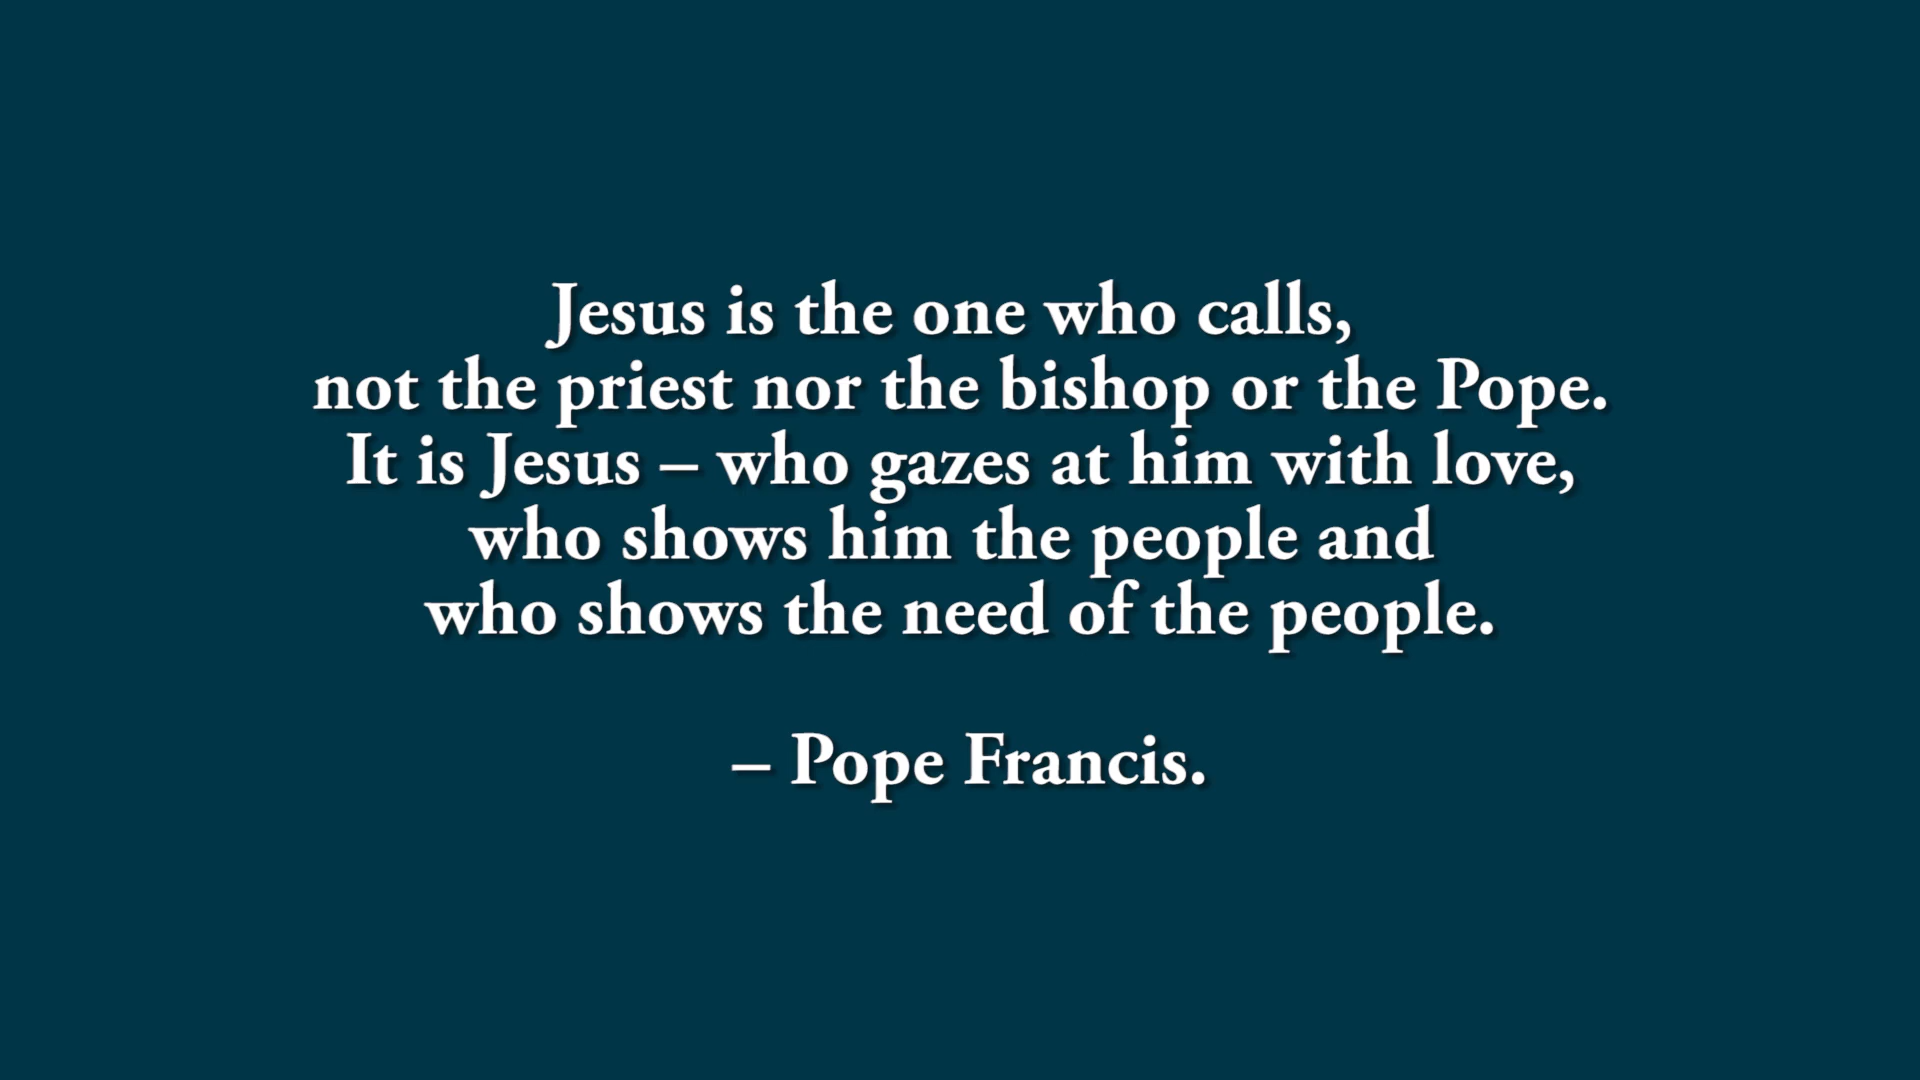 Jesus is the one who calls,
not the priest nor the bishop or the Pope.
It is Jesus – who gazes at him with love,
who shows him the people and
who shows the need of the people.
– Pope Francis.